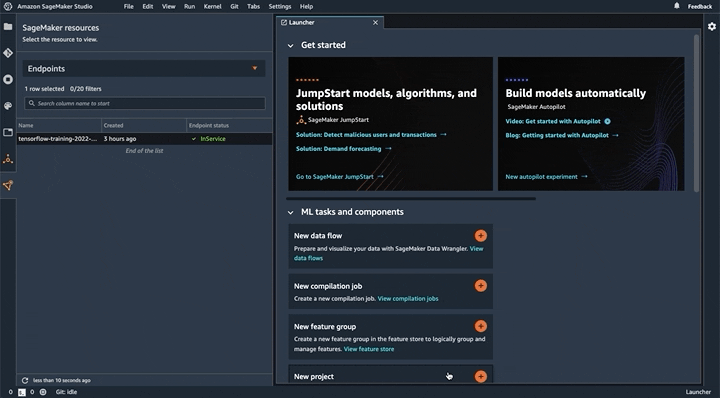 Amazon SageMaker Studio File Edit View Run Kernel Git Tabs Settings Help Feedback
SageMaker resources
Select the resource to view.
Endpoints
1 row selected 0/20 filters
Search column name to start
Name Created Endpoint status
tensorflow-training-2022-... 3 hours ago InService
End of the list
less than 10 seconds ago
Launcher
Get started
JumpStart models, algorithms, and
solutions
SageMaker JumpStart
Solution: Detect malicious users and transactions →
Solution: Demand forecasting →
Go to SageMaker JumpStart →
Build models automatically
SageMaker Autopilot
Video: Get started with Autopilot
Blog: Getting started with Autopilot →
New autopilot experiment →
ML tasks and components
New data flow
Prepare and visualize your data with SageMaker Data Wrangler. View
data flows
New compilation job
Create a new compilation job. View compilation jobs
New feature group
Create a new feature group in the feature store to logically group and
manage features. View feature store
New project
0 0 Git: idle Launcher